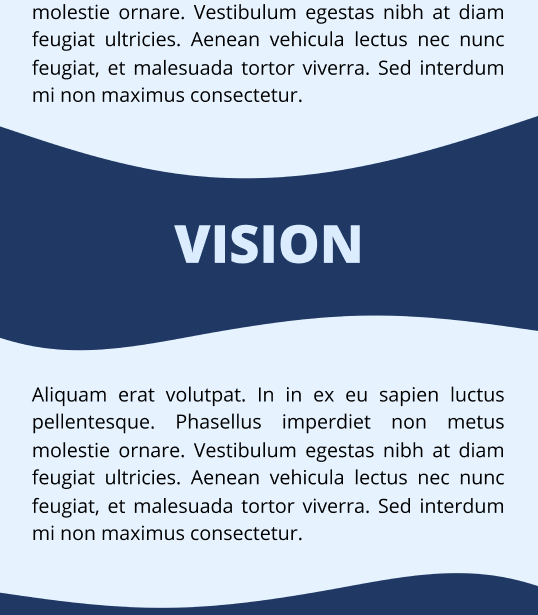 molestie ornare. Vestibulum egestas nibh at diam
feugiat ultricies. Aenean vehicula lectus nec nunc
feugiat, et malesuada tortor viverra. Sed interdum
mi non maximus consectetur.
VISION
Aliquam erat volutpat. In in ex eu sapien luctus
pellentesque. Phasellus imperdiet non metus
molestie ornare. Vestibulum egestas nibh at diam
feugiat ultricies. Aenean vehicula lectus nec nunc
feugiat, et malesuada tortor viverra. Sed interdum
mi non maximus consectetur.